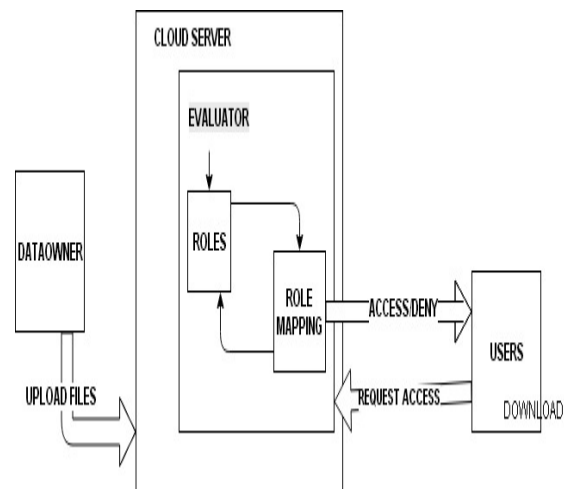 CLOUD SERVER
EVALUATOR
DATAOWNER
ROLES
ROLE
MAPPING
ACCESS/DENY
USERS
UPLOAD FILES
REQUEST ACCESS
DOWNLOAD